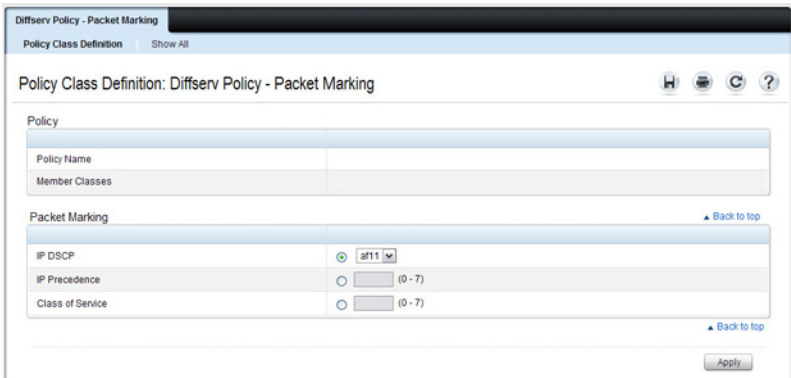 Diffserv Policy - Packet Marking
Policy Class Definition Show All
Policy Class Definition: Diffserv Policy - Packet Marking
?
Policy
Policy Name
Member Classes
Packet Marking
Back to top
IP DSCP af11
IP Precedence (0 - 7)
Class of Service (0 - 7)
Back to top
Apply